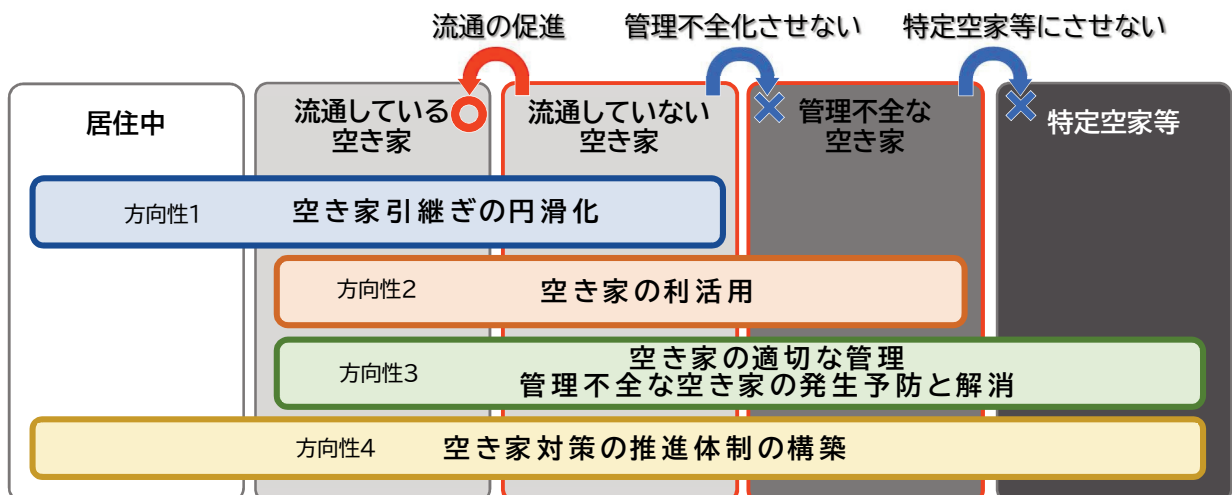 流通の促進
管理不全化させない
特定空家等にさせない
居住中
流通している
空き家
流通していない
空き家
管理不全な
空き家
特定空家等
方向性1
空き家引継ぎの円滑化
方向性2
空き家の利活用
方向性3
空き家の適切な管理
管理不全な空き家の発生予防と解消
方向性4
空き家対策の推進体制の構築